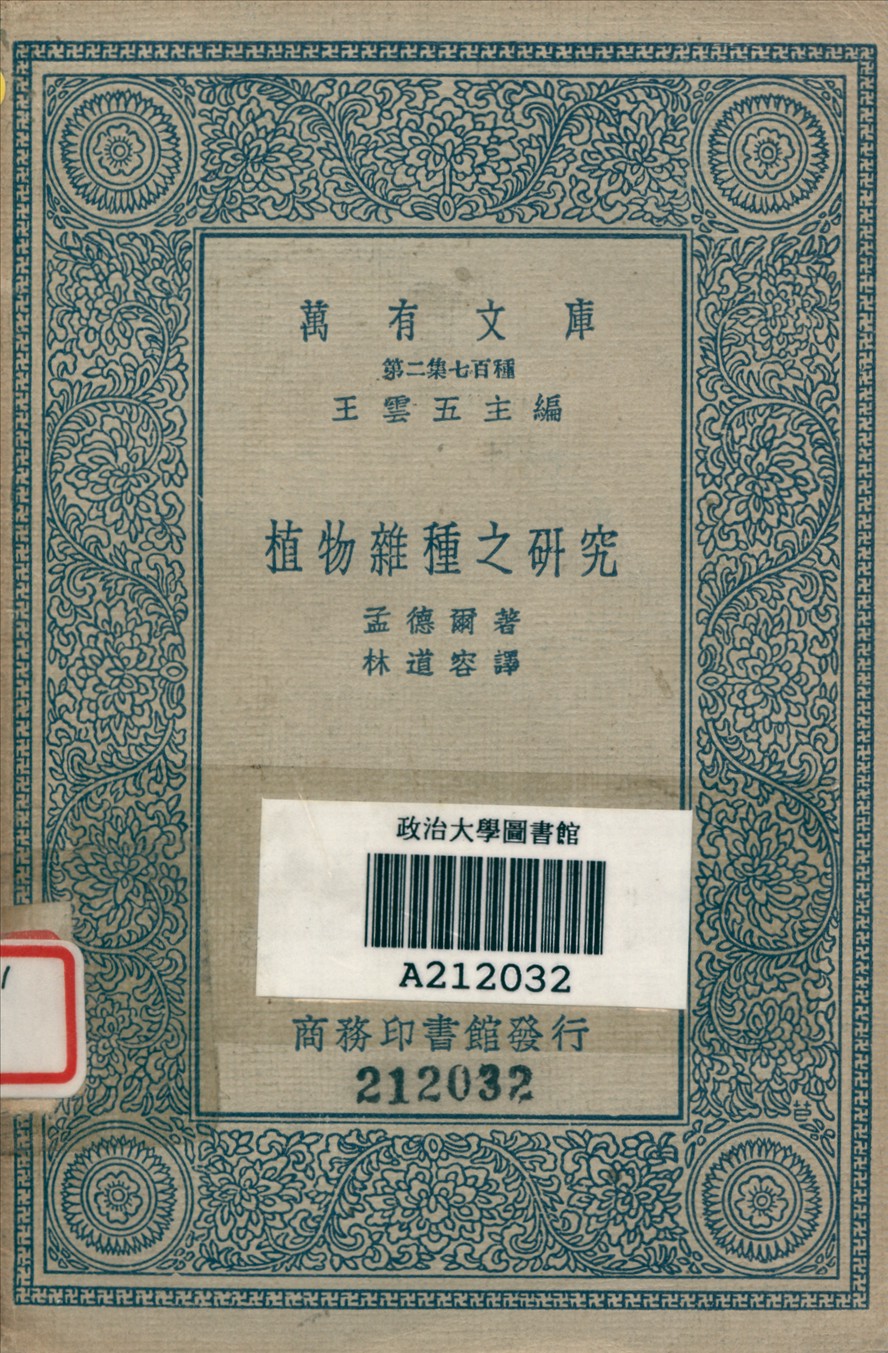 萬有文庫
第二集七百種
王雲五主編
植物雜種之研究
孟德爾著
林道容譯
政治大學圖書館
A212032
商務印書館發行
212032